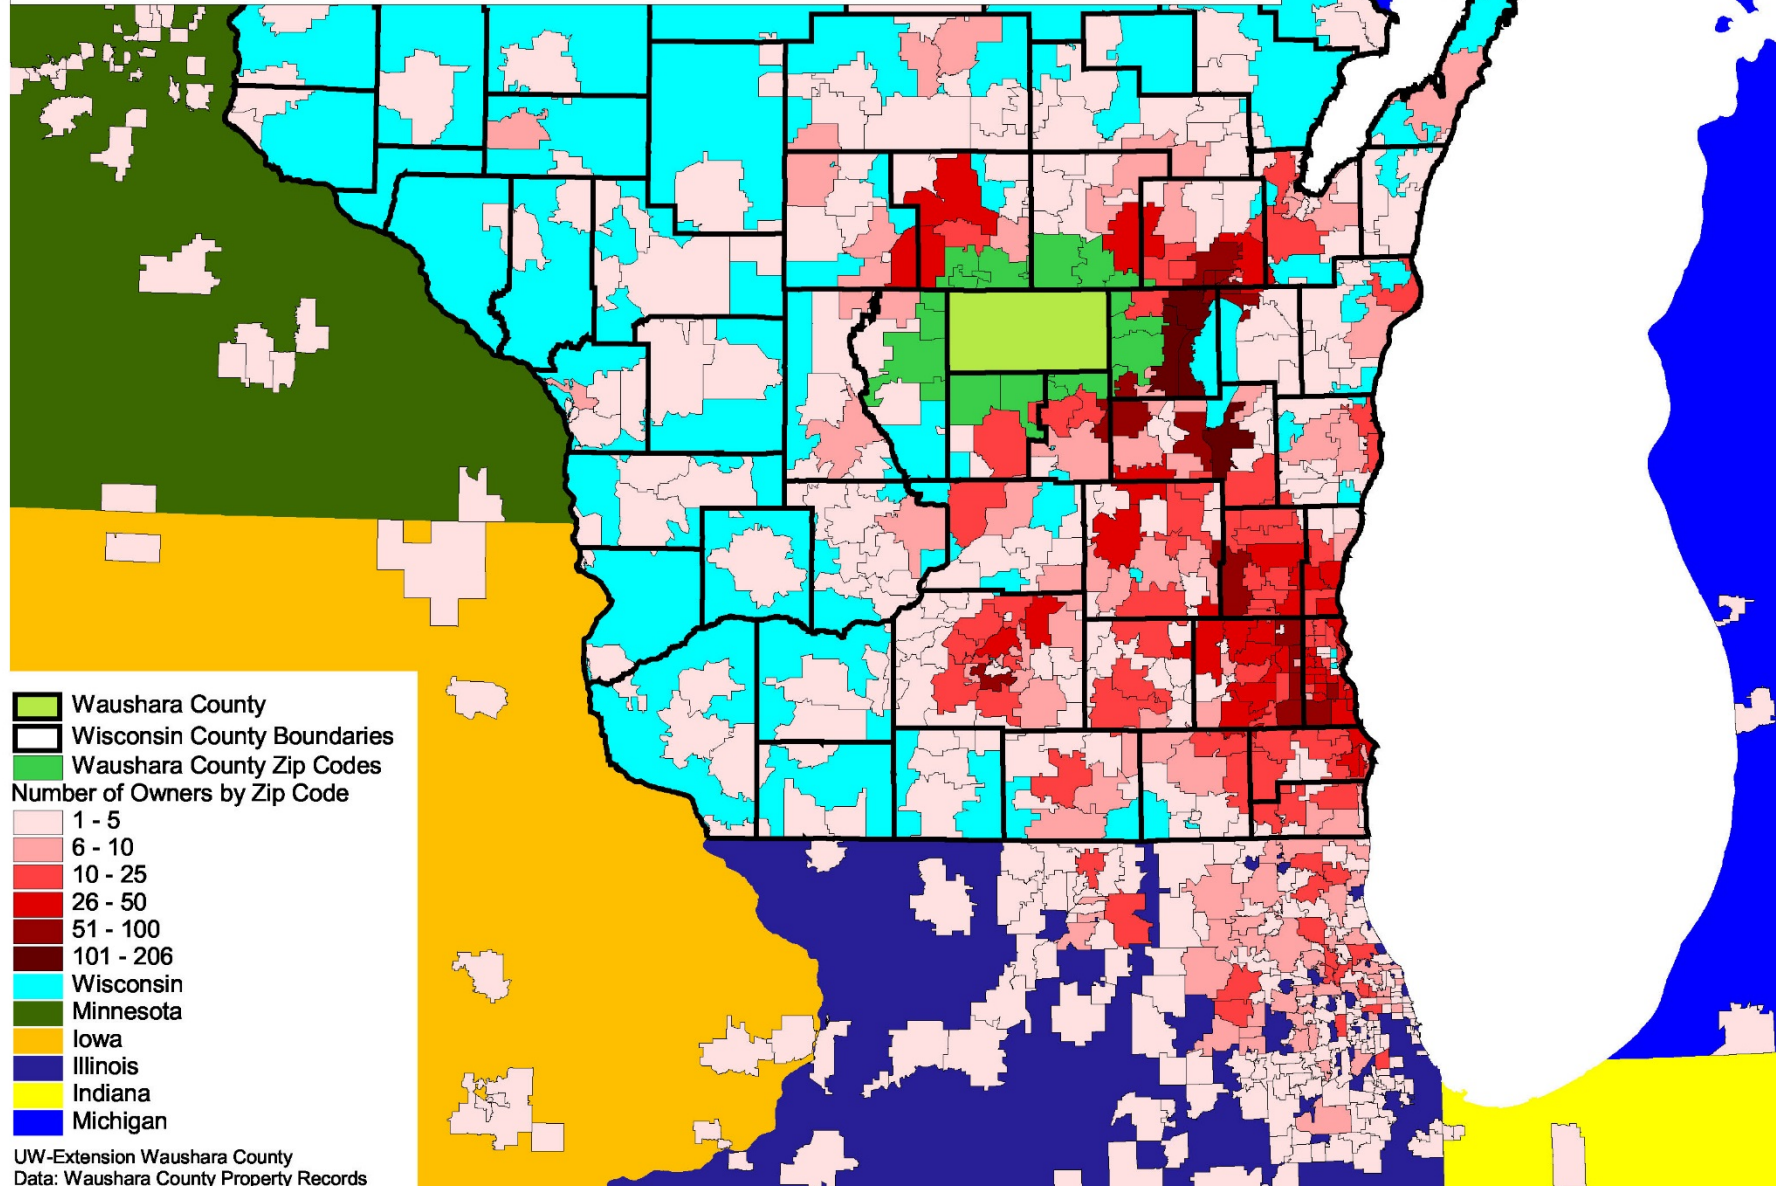 Waushara County
Wisconsin County Boundaries
Waushara County Zip Codes
Number of Owners by Zip Code
1 - 5
6 - 10
10 - 25
26 - 50
51 - 100
101 - 206
Wisconsin
Minnesota
Iowa
Illinois
Indiana
Michigan
UW-Extension Waushara County
Data: Waushara County Property Records